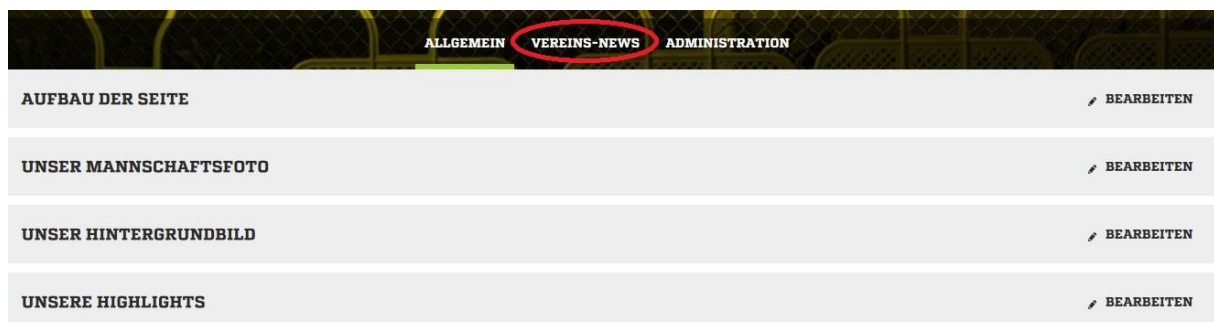 ALLGEMEIN VEREINS-NEWS ADMINISTRATION
AUFBAU DER SEITE BEARBEITEN
UNSER MANNSCHAFTSFOTO BEARBEITEN
UNSER HINTERGRUNDBILD BEARBEITEN
UNSERE HIGHLIGHTS BEARBEITEN